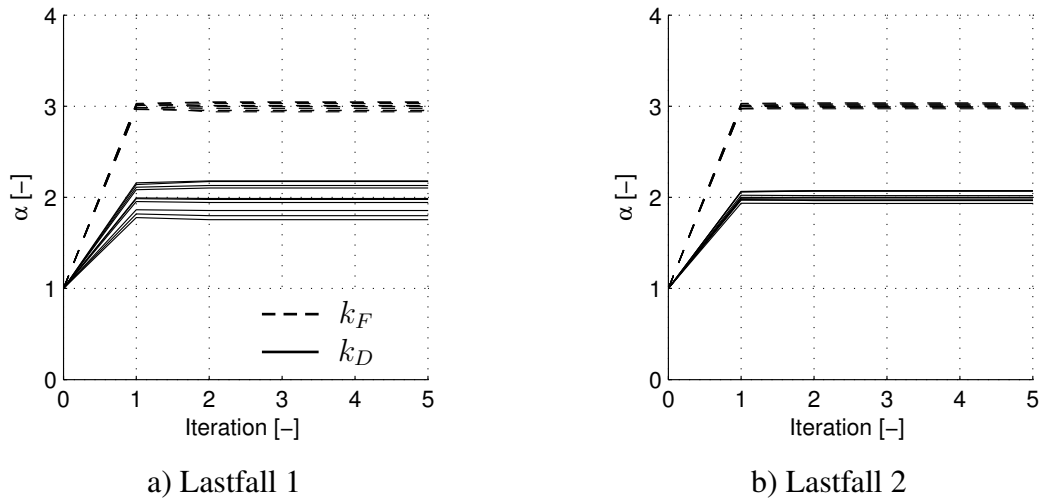 4
3
2
1
0
α [−]
0 1 2 3 4 5
Iteration [−]
k_F
k_D
a) Lastfall 1
4
3
2
1
0
α [−]
0 1 2 3 4 5
Iteration [−]
b) Lastfall 2